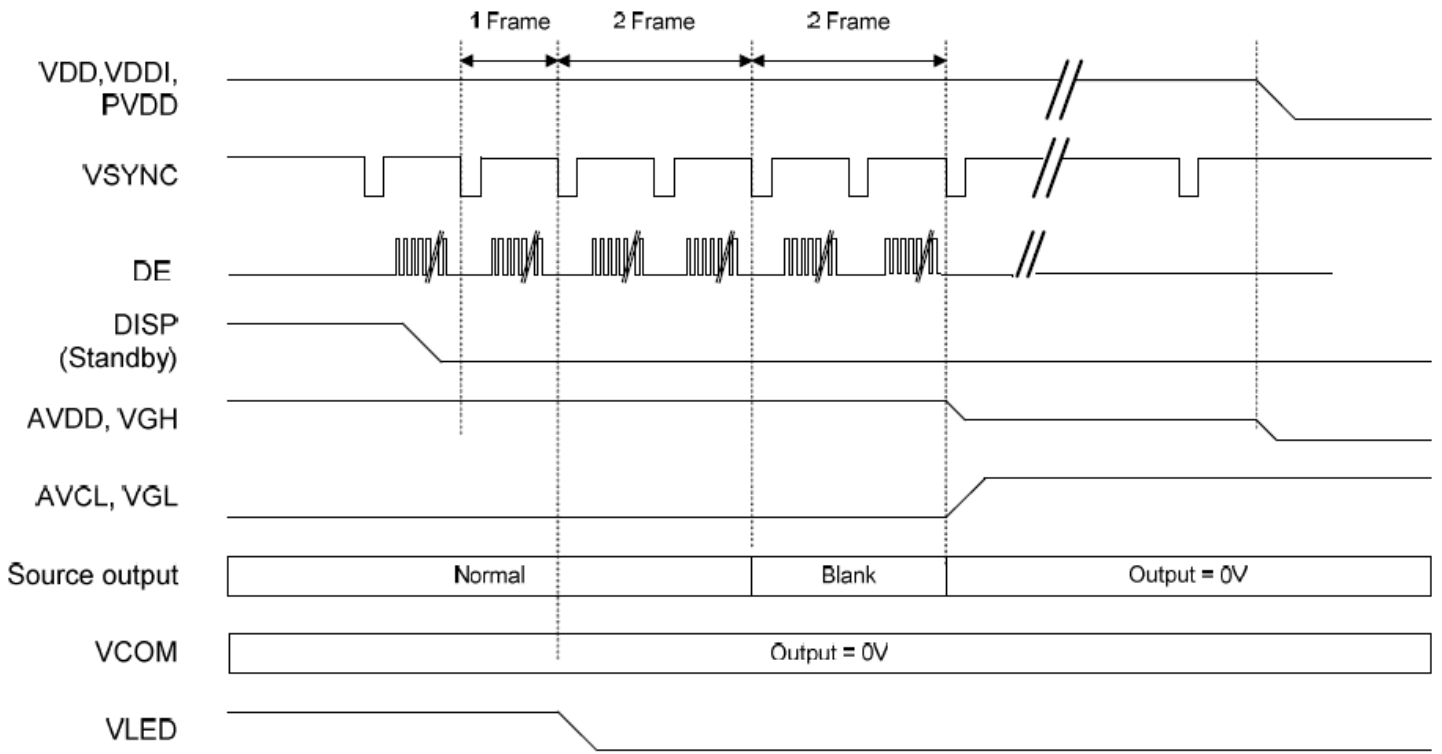 1 Frame 2 Frame 2 Frame
VDD,VDDI,
PVDD
VSYNC
DE
DISP
(Standby)
AVDD, VGH
AVCL, VGL
Source output Normal Blank Output = 0V
VCOM Output = 0V
VLED